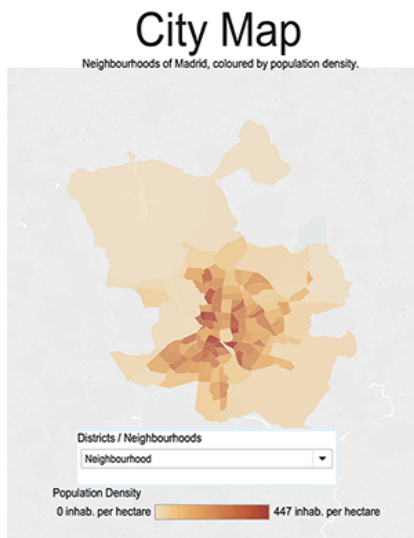 City Map
Neighbourhoods of Madrid, coloured by population density.
Districts / Neighbourhoods
Neighbourhood
Population Density
0 inhab. per hectare 447 inhab. per hectare